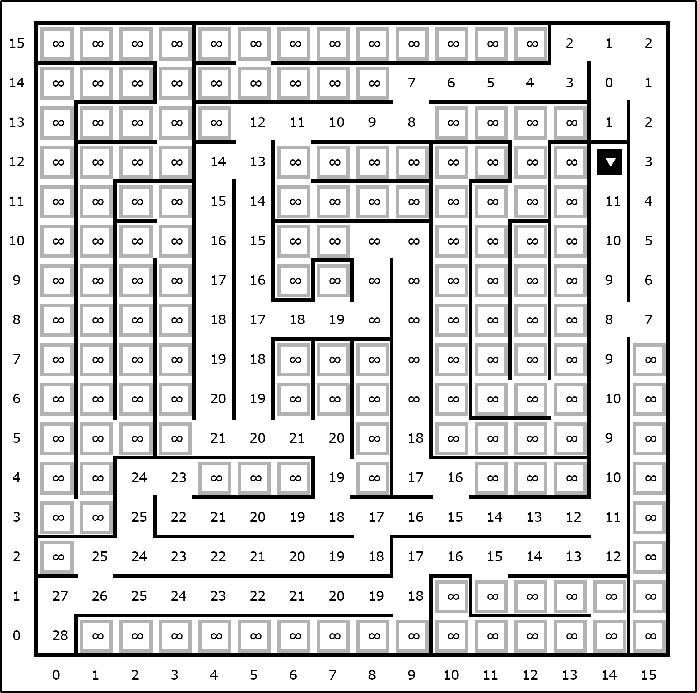 15 ∞ ∞ ∞ ∞ ∞ ∞ ∞ ∞ ∞ ∞ ∞ ∞ ∞ 2 1 2
14 ∞ ∞ ∞ ∞ ∞ ∞ ∞ ∞ ∞ 7 6 5 4 3 0 1
13 ∞ ∞ ∞ ∞ ∞ 12 11 10 9 8 ∞ ∞ ∞ ∞ 1 2
12 ∞ ∞ ∞ ∞ 14 13 ∞ ∞ ∞ ∞ ∞ ∞ ∞ ∞ ▼ 3
11 ∞ ∞ ∞ ∞ 15 14 ∞ ∞ ∞ ∞ ∞ ∞ ∞ ∞ 11 4
10 ∞ ∞ ∞ ∞ 16 15 ∞ ∞ ∞ ∞ ∞ ∞ ∞ ∞ 10 5
9 ∞ ∞ ∞ ∞ 17 16 ∞ ∞ ∞ ∞ ∞ ∞ ∞ ∞ 9 6
8 ∞ ∞ ∞ ∞ 18 17 18 19 ∞ ∞ ∞ ∞ ∞ ∞ 8 7
7 ∞ ∞ ∞ ∞ 19 18 ∞ ∞ ∞ ∞ ∞ ∞ ∞ ∞ 9 ∞
6 ∞ ∞ ∞ ∞ 20 19 ∞ ∞ ∞ ∞ ∞ ∞ ∞ ∞ 10 ∞
5 ∞ ∞ ∞ ∞ 21 20 21 20 ∞ 18 ∞ ∞ ∞ ∞ 9 ∞
4 ∞ ∞ 24 23 ∞ ∞ ∞ 19 ∞ 17 16 ∞ ∞ ∞ 10 ∞
3 ∞ ∞ 25 22 21 20 19 18 17 16 15 14 13 12 11 ∞
2 ∞ 25 24 23 22 21 20 19 18 17 16 15 14 13 12 ∞
1 27 26 25 24 23 22 21 20 19 18 ∞ ∞ ∞ ∞ ∞ ∞
0 28 ∞ ∞ ∞ ∞ ∞ ∞ ∞ ∞ ∞ ∞ ∞ ∞ ∞ ∞ ∞
0 1 2 3 4 5 6 7 8 9 10 11 12 13 14 15